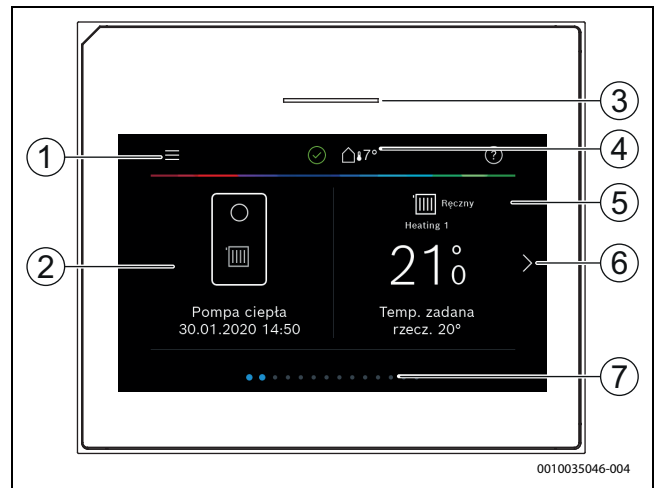 3
1
4
7°
?
5
Ręczny
Heating 1
2
21°0
6
Pompa ciepła
30.01.2020 14:50
Temp. zadana
rzecz. 20°
7
0010035046-004